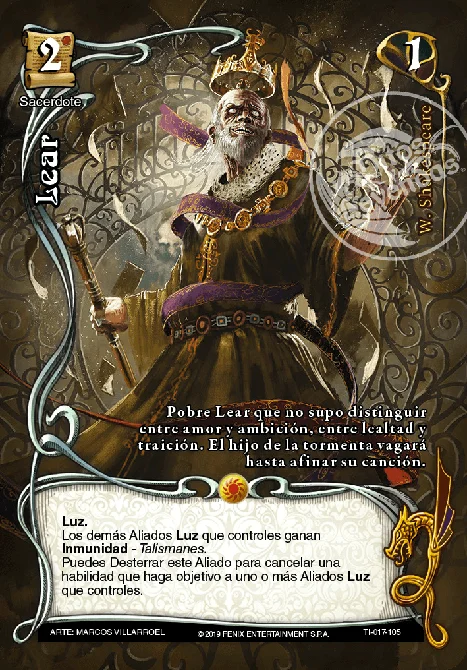 2
1
Sacerdote
Lear
W. Shakespeare
Pobre Lear que no supo distinguir
entre amor y ambición, entre lealtad y
traición. El hijo de la tormenta vagará
hasta afinar su canción.
Luz.
Los demás Aliados Luz que controles ganan
Inmunidad - Talismanes.
Puedes Desterrar este Aliado para cancelar una
habilidad que haga objetivo a uno o más Aliados Luz
que controles.
ARTE: MARCOS VILLARROEL
© 2019 FENIX ENTERTAINMENT S.P.A.
TI-017-105